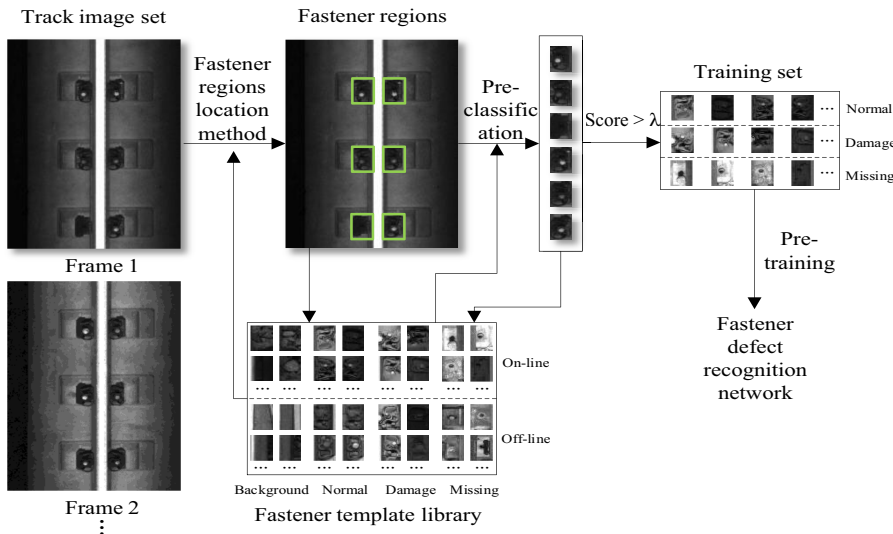 Track image set
Fastener
regions
location
method
Fastener regions
Pre-
classific
ation
Score > λ
Training set
Normal
Damage
Missing
...
...
...
Pre-
training
Fastener
defect
recognition
network
Frame 1
Frame 2
⋮
On-line
... ... ... ... ... ... ... ...
Off-line
... ... ... ... ... ... ... ...
Background Normal Damage Missing
Fastener template library